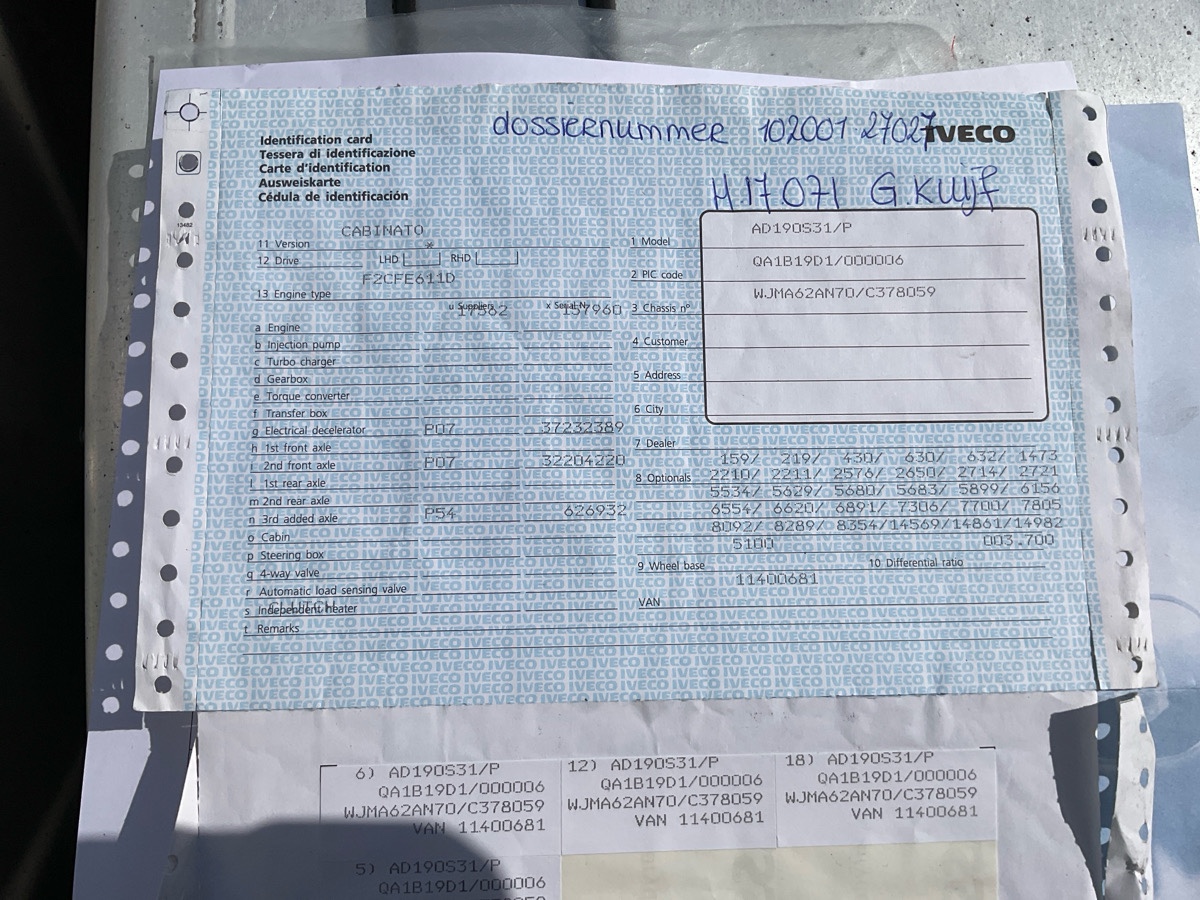 dossiernummer 102001 27027
IVECO
Identification card
Tessera di identificazione
Carte d'identification
Ausweiskarte
Cédula de identificación
H.17071 G.Kuijf
CABINATO
11 Version
12 Drive LHD * RHD
F2CFE611D
13 Engine type
u Suppliers x Serial N°
17582 157960
a Engine
b Injection pump
c Turbo charger
d Gearbox
e Torque converter
f Transfer box
g Electrical decelerator P07 37232389
h 1st front axle
i 2nd front axle P07 32204220
l 1st rear axle
m 2nd rear axle
n 3rd added axle P54 626932
o Cabin
p Steering box
q 4-way valve
r Automatic load sensing valve
s Independent heater
CLUTCH
t Remarks
1 Model AD190S31/P
2 PIC code QA1B19D1/000006
3 Chassis n° WJMA62AN70/C378059
4 Customer
5 Address
6 City
7 Dealer
159/ 219/ 430/ 630/ 632/ 1473
8 Optionals 2210/ 2211/ 2576/ 2650/ 2714/ 2721
5534/ 5629/ 5680/ 5683/ 5899/ 6156
6554/ 6620/ 6891/ 7306/ 7700/ 7805
8092/ 8289/ 8354/14569/14861/14982
5100 003.700
9 Wheel base 10 Differential ratio
11400681
VAN
6) AD190S31/P
QA1B19D1/000006
WJMA62AN70/C378059
VAN 11400681
12) AD190S31/P
QA1B19D1/000006
WJMA62AN70/C378059
VAN 11400681
18) AD190S31/P
QA1B19D1/000006
WJMA62AN70/C378059
VAN 11400681
5) AD190S31/P
QA1B19D1/000006